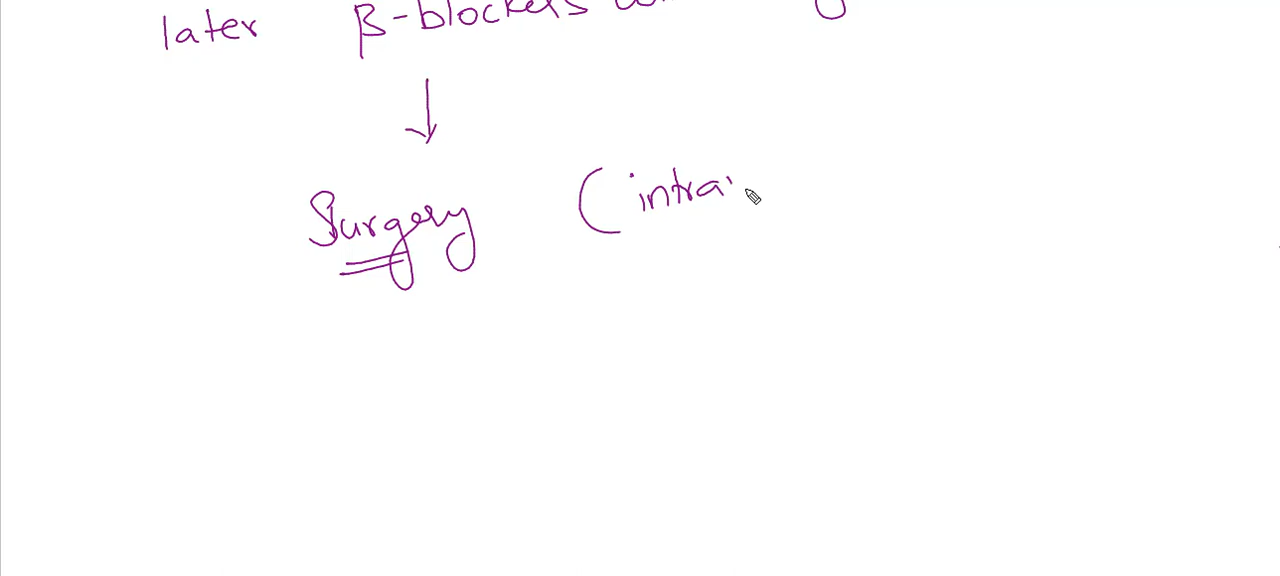 later β-blockers
↓
Surgery (intra